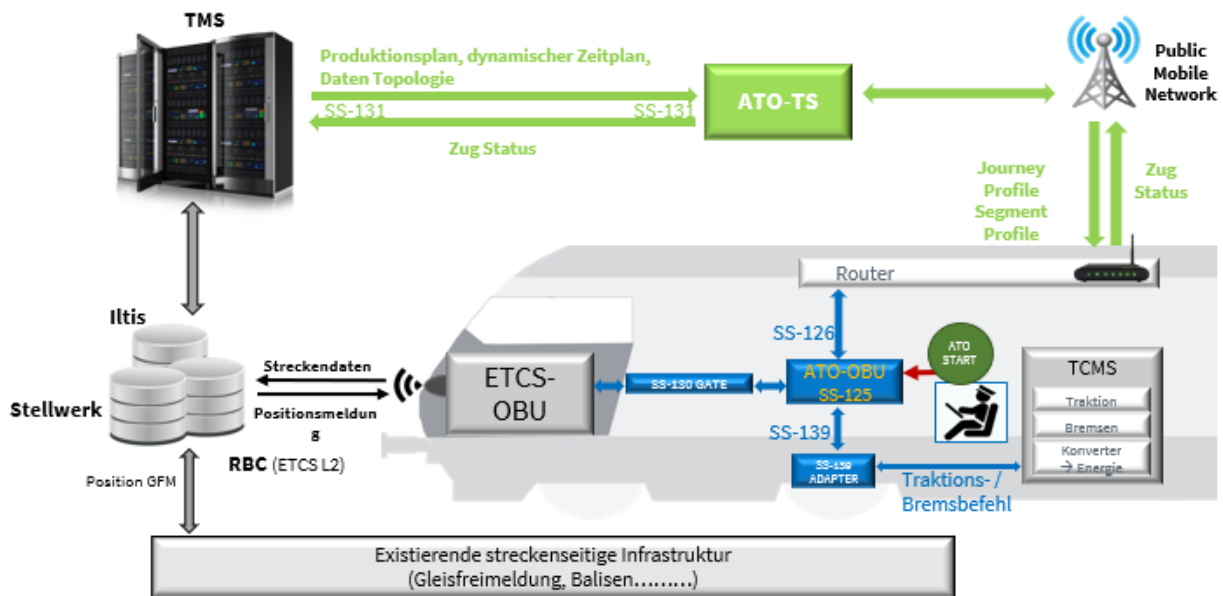 TMS
Produktionsplan, dynamischer Zeitplan,
Daten Topologie
SS-131
SS-131
Zug Status
ATO-TS
Public
Mobile
Network
Journey
Profile
Segment
Profile
Zug
Status
Router
Iltis
Stellwerk
Streckendaten
Positionsmeldun
g
RBC (ETCS L2)
Position GFM
ETCS-
OBU
SS-130 GATE
SS-126
ATO-OBU
SS-125
ATO
START
SS-139
SS-139
ADAPTER
Traktions- /
Bremsbefehl
TCMS
Traktion
Bremsen
Konverter
→ Energie
Existierende streckenseitige Infrastruktur
(Gleisfreimeldung, Balisen.........)